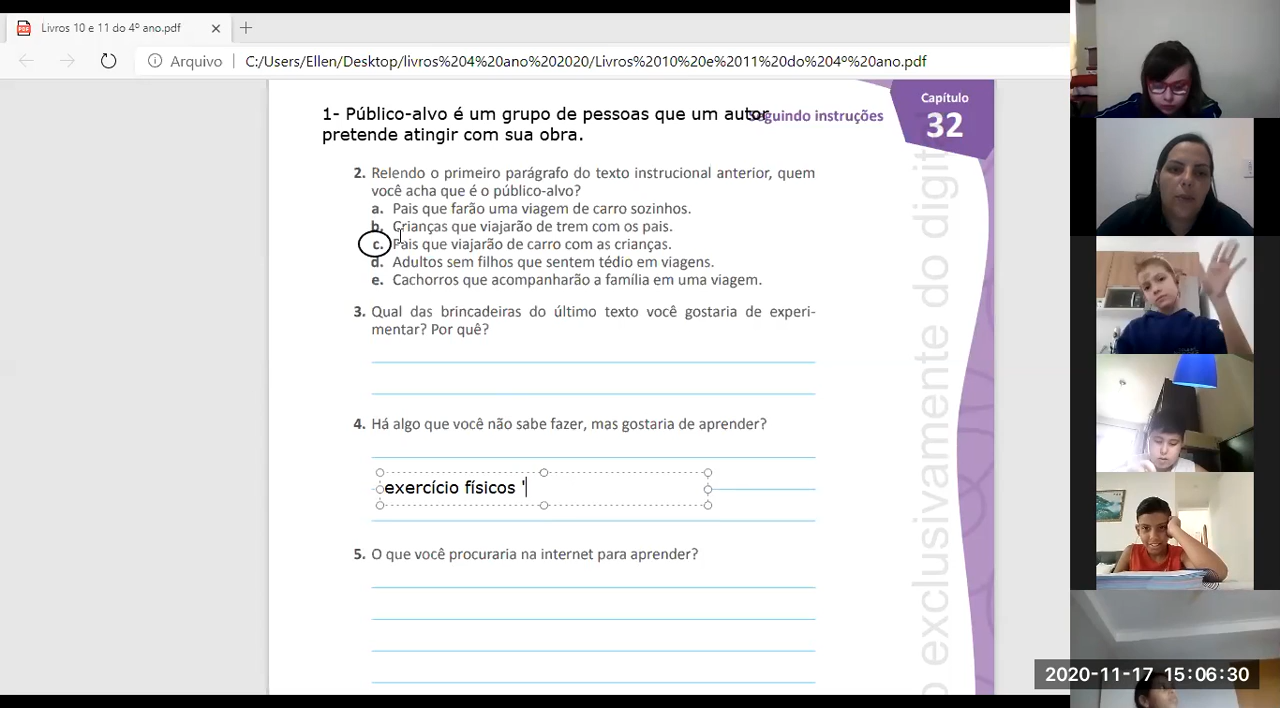 Livros 10 e 11 do 4º ano.pdf
Arquivo
C:/Users/Ellen/Desktop/livros%204%20ano%202020/Livros%2010%20e%2011%20do%204º%20ano.pdf
Capítulo
32
1- Público-alvo é um grupo de pessoas que um autor
pretende atingir com sua obra.
Seguindo instruções
2. Relendo o primeiro parágrafo do texto instrucional anterior, quem
você acha que é o público-alvo?
a. Pais que farão uma viagem de carro sozinhos.
b. Crianças que viajarão de trem com os pais.
c. Pais que viajarão de carro com as crianças.
d. Adultos sem filhos que sentem tédio em viagens.
e. Cachorros que acompanharão a família em uma viagem.
3. Qual das brincadeiras do último texto você gostaria de experi-
mentar? Por quê?
4. Há algo que você não sabe fazer, mas gostaria de aprender?
exercício físicos '
5. O que você procuraria na internet para aprender?
o exclusivamente do digita
2020-11-17 15:06:30